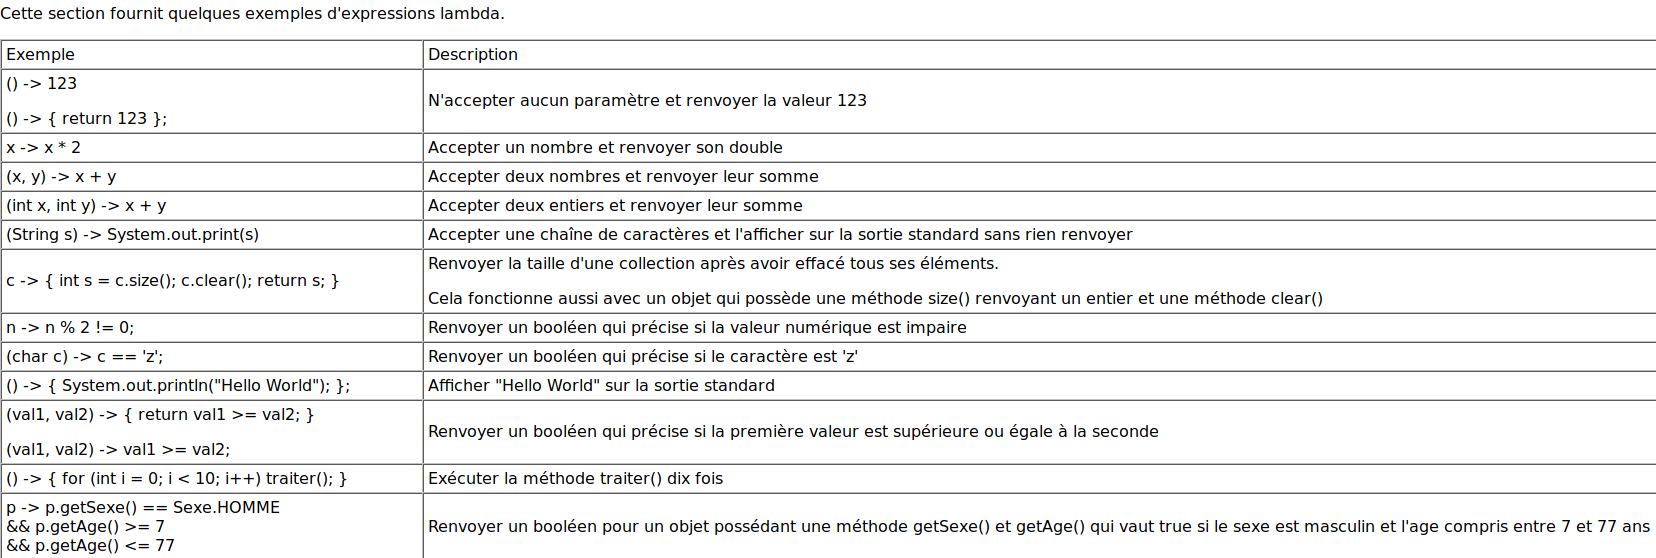 Cette section fournit quelques exemples d'expressions lambda.
Exemple
Description
() -> 123
() -> { return 123 };
N'accepter aucun paramètre et renvoyer la valeur 123
x -> x * 2
Accepter un nombre et renvoyer son double
(x, y) -> x + y
Accepter deux nombres et renvoyer leur somme
(int x, int y) -> x + y
Accepter deux entiers et renvoyer leur somme
(String s) -> System.out.print(s)
Accepter une chaîne de caractères et l'afficher sur la sortie standard sans rien renvoyer
c -> { int s = c.size(); c.clear(); return s; }
Renvoyer la taille d'une collection après avoir effacé tous ses éléments.
Cela fonctionne aussi avec un objet qui possède une méthode size() renvoyant un entier et une méthode clear()
n -> n % 2 != 0;
Renvoyer un booléen qui précise si la valeur numérique est impaire
(char c) -> c == 'z';
Renvoyer un booléen qui précise si le caractère est 'z'
() -> { System.out.println("Hello World"); };
Afficher "Hello World" sur la sortie standard
(val1, val2) -> { return val1 >= val2; }
(val1, val2) -> val1 >= val2;
Renvoyer un booléen qui précise si la première valeur est supérieure ou égale à la seconde
() -> { for (int i = 0; i < 10; i++) traiter(); }
Exécuter la méthode traiter() dix fois
p -> p.getSexe() == Sexe.HOMME
&& p.getAge() >= 7
&& p.getAge() <= 77
Renvoyer un booléen pour un objet possédant une méthode getSexe() et getAge() qui vaut true si le sexe est masculin et l'age compris entre 7 et 77 ans